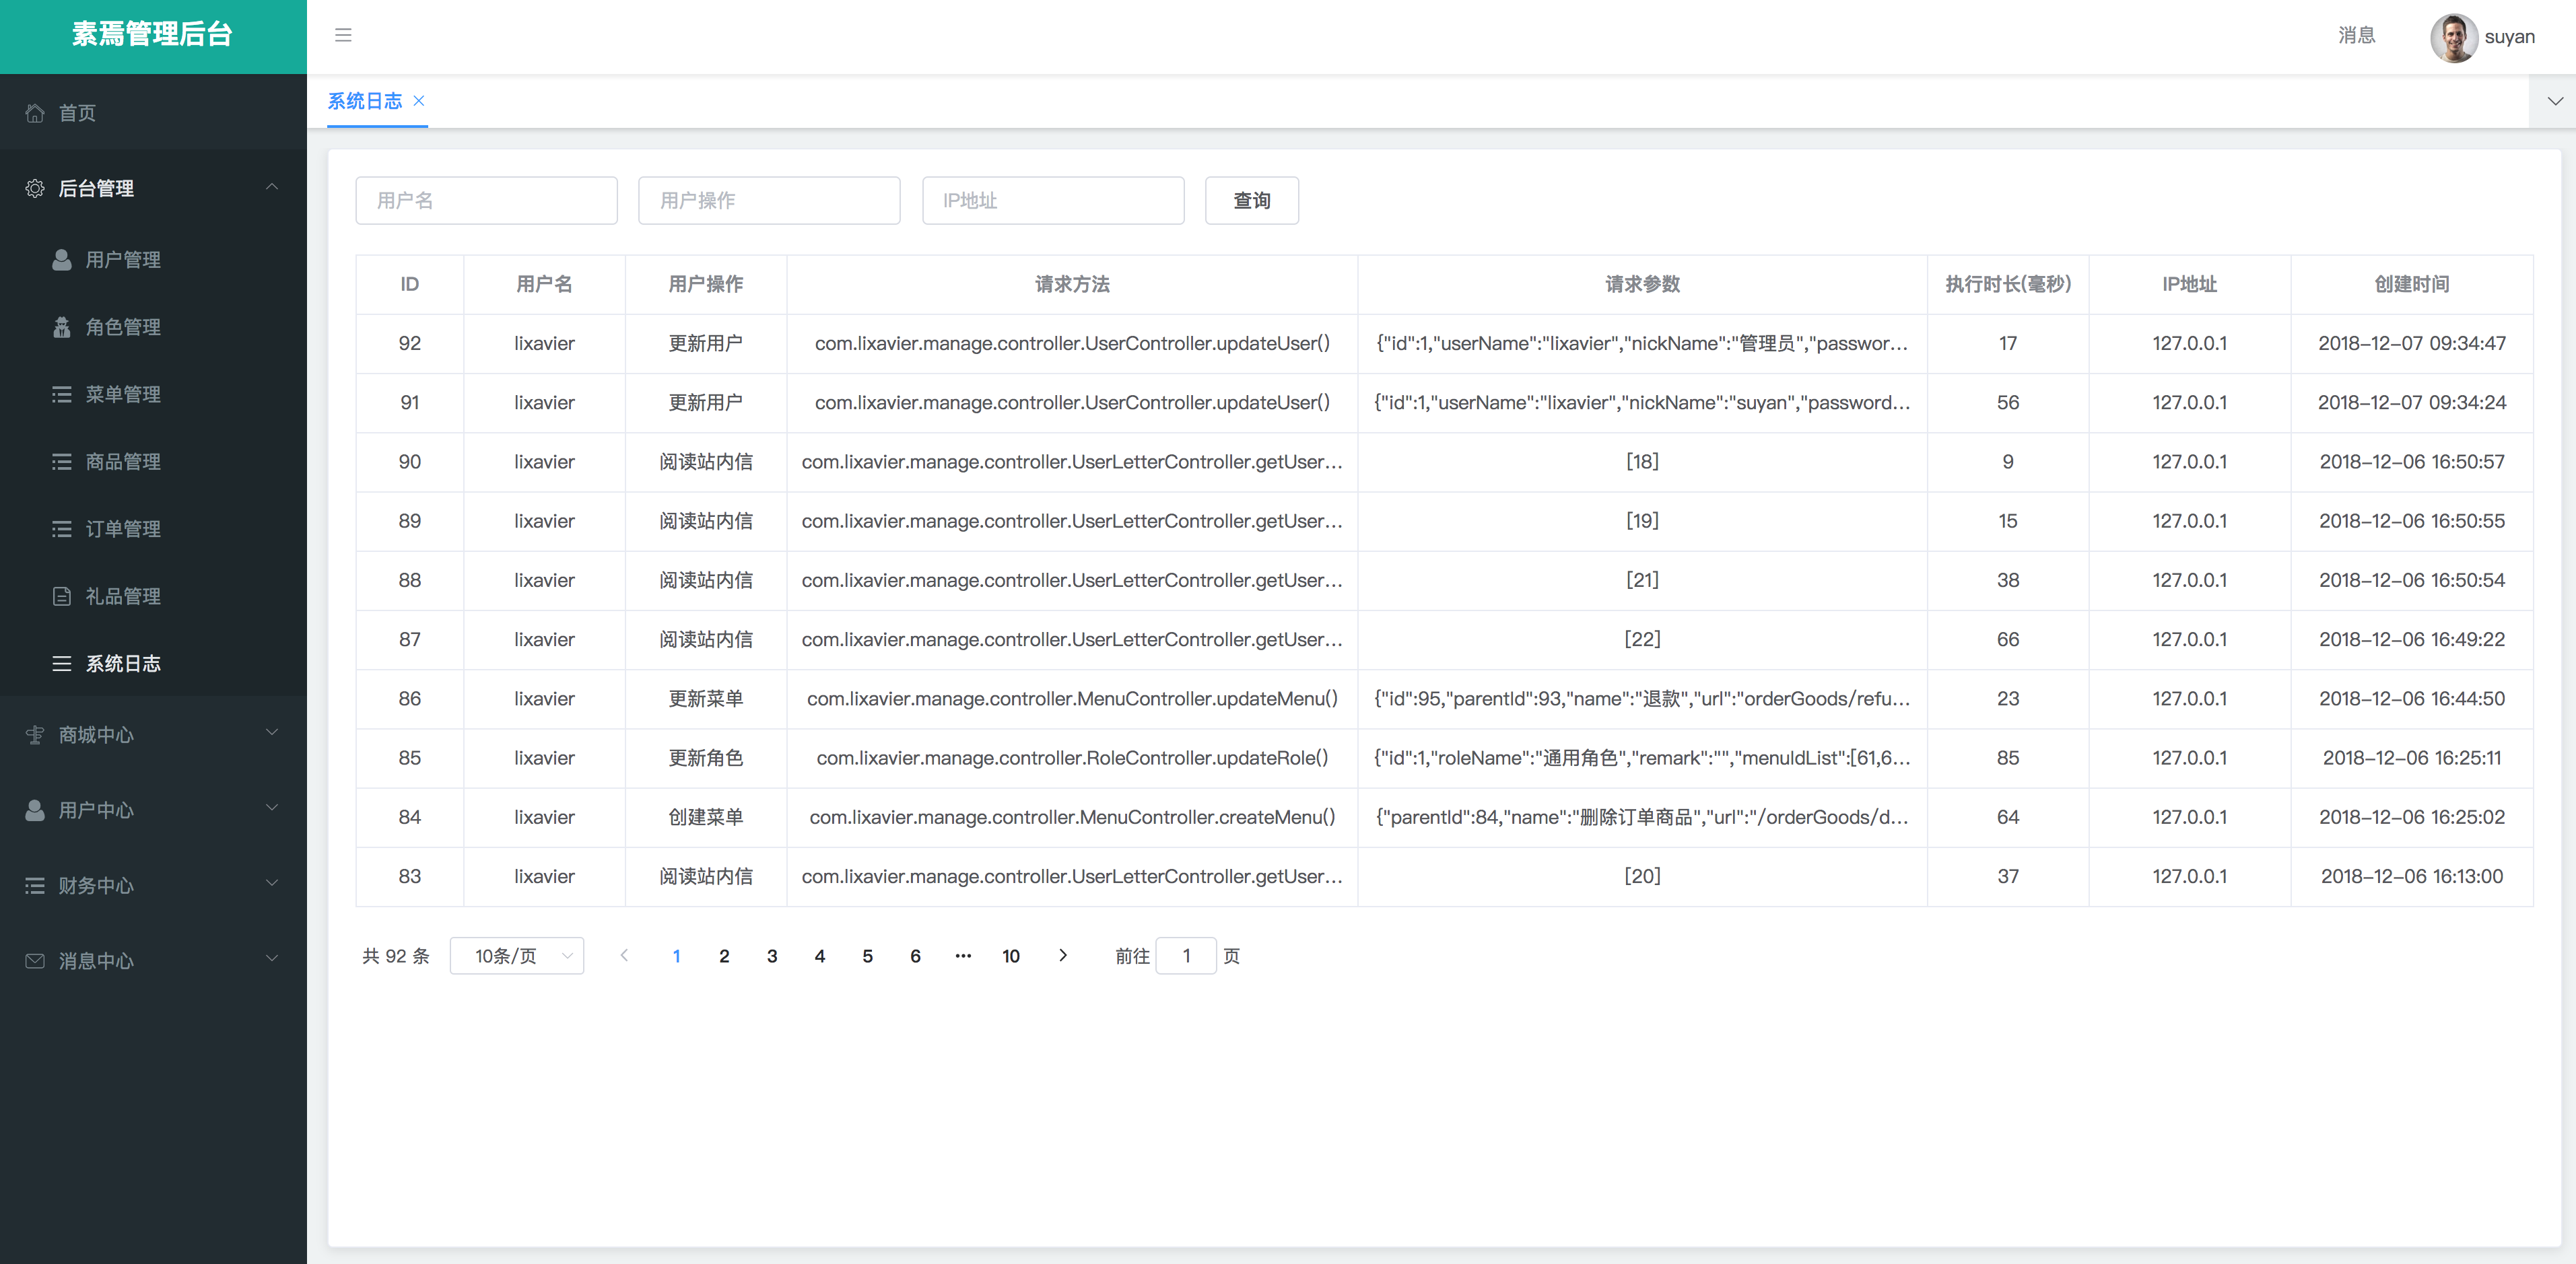 素焉管理后台
消息
suyan
系统日志
首页
后台管理
用户管理
角色管理
菜单管理
商品管理
订单管理
礼品管理
系统日志
商城中心
用户中心
财务中心
消息中心
用户名 用户操作 IP地址 查询
ID 用户名 用户操作 请求方法 请求参数 执行时长(毫秒) IP地址 创建时间
92 lixavier 更新用户 com.lixavier.manage.controller.UserController.updateUser() {"id":1,"userName":"lixavier","nickName":"管理员","passwor... 17 127.0.0.1 2018-12-07 09:34:47
91 lixavier 更新用户 com.lixavier.manage.controller.UserController.updateUser() {"id":1,"userName":"lixavier","nickName":"suyan","password... 56 127.0.0.1 2018-12-07 09:34:24
90 lixavier 阅读站内信 com.lixavier.manage.controller.UserLetterController.getUser... [18] 9 127.0.0.1 2018-12-06 16:50:57
89 lixavier 阅读站内信 com.lixavier.manage.controller.UserLetterController.getUser... [19] 15 127.0.0.1 2018-12-06 16:50:55
88 lixavier 阅读站内信 com.lixavier.manage.controller.UserLetterController.getUser... [21] 38 127.0.0.1 2018-12-06 16:50:54
87 lixavier 阅读站内信 com.lixavier.manage.controller.UserLetterController.getUser... [22] 66 127.0.0.1 2018-12-06 16:49:22
86 lixavier 更新菜单 com.lixavier.manage.controller.MenuController.updateMenu() {"id":95,"parentId":93,"name":"退款","url":"orderGoods/refu... 23 127.0.0.1 2018-12-06 16:44:50
85 lixavier 更新角色 com.lixavier.manage.controller.RoleController.updateRole() {"id":1,"roleName":"通用角色","remark":"","menuIdList":[61,6... 85 127.0.0.1 2018-12-06 16:25:11
84 lixavier 创建菜单 com.lixavier.manage.controller.MenuController.createMenu() {"parentId":84,"name":"删除订单商品","url":"/orderGoods/d... 64 127.0.0.1 2018-12-06 16:25:02
83 lixavier 阅读站内信 com.lixavier.manage.controller.UserLetterController.getUser... [20] 37 127.0.0.1 2018-12-06 16:13:00
共 92 条 10条/页 1 2 3 4 5 6 ... 10 前往 1 页